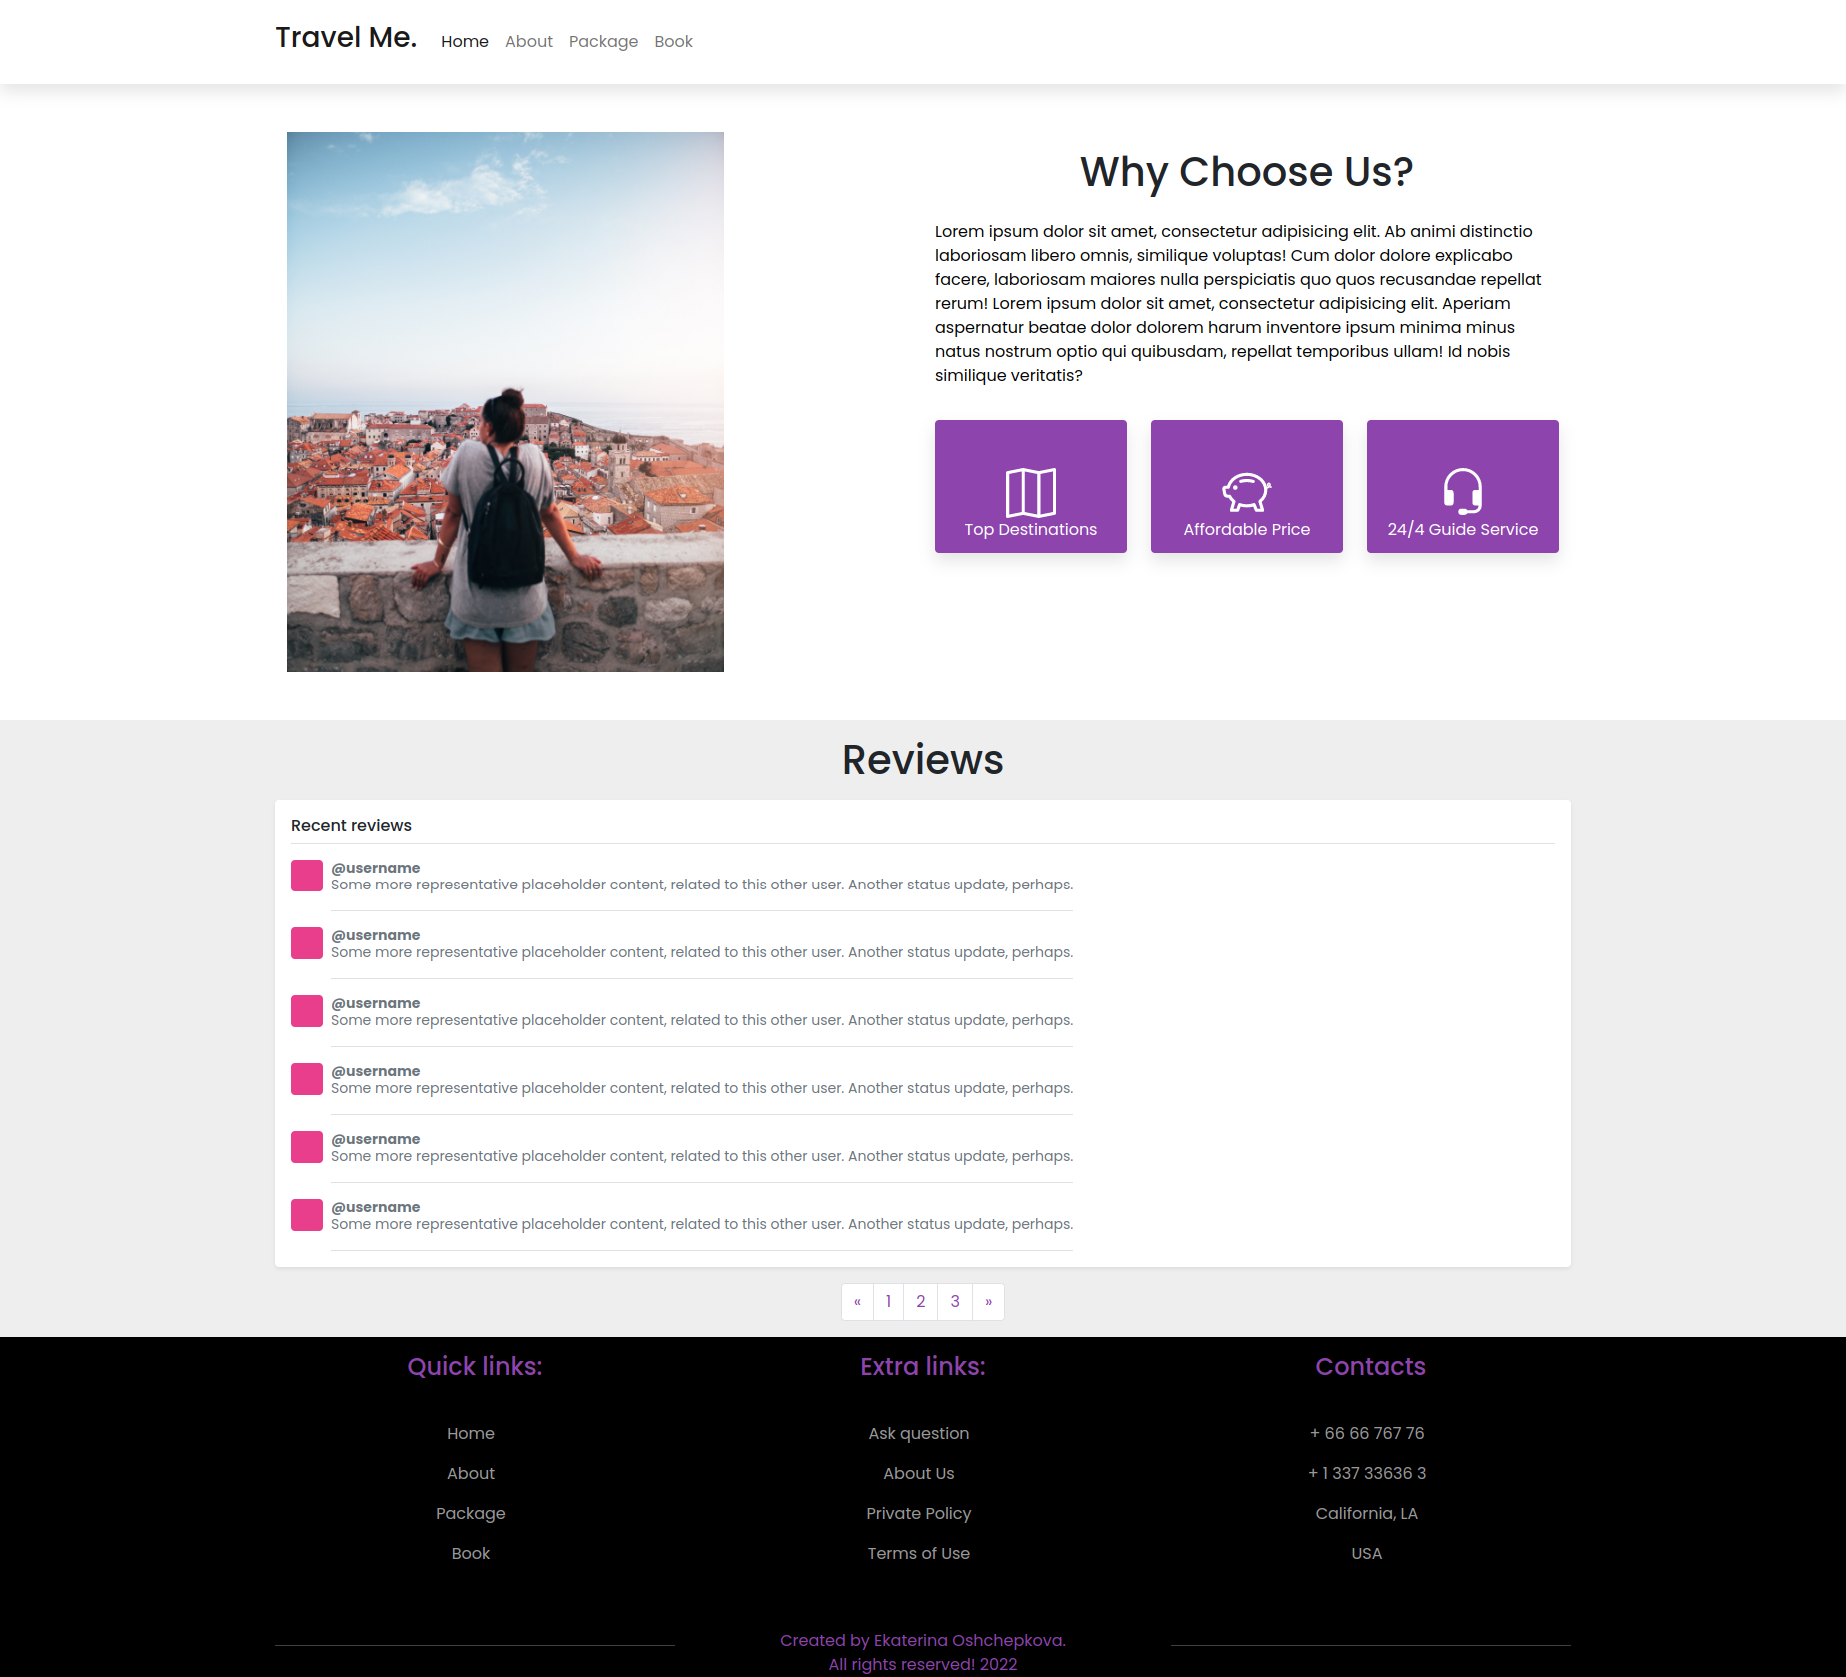 Travel Me.
Home About Package Book
Why Choose Us?
Lorem ipsum dolor sit amet, consectetur adipisicing elit. Ab animi distinctio
laboriosam libero omnis, similique voluptas! Cum dolor dolore explicabo
facere, laboriosam maiores nulla perspiciatis quo quos recusandae repellat
rerum! Lorem ipsum dolor sit amet, consectetur adipisicing elit. Aperiam
aspernatur beatae dolor dolorem harum inventore ipsum minima minus
natus nostrum optio qui quibusdam, repellat temporibus ullam! Id nobis
similique veritatis?
Top Destinations
Affordable Price
24/4 Guide Service
Reviews
Recent reviews
@username
Some more representative placeholder content, related to this other user. Another status update, perhaps.
@username
Some more representative placeholder content, related to this other user. Another status update, perhaps.
@username
Some more representative placeholder content, related to this other user. Another status update, perhaps.
@username
Some more representative placeholder content, related to this other user. Another status update, perhaps.
@username
Some more representative placeholder content, related to this other user. Another status update, perhaps.
@username
Some more representative placeholder content, related to this other user. Another status update, perhaps.
« 1 2 3 »
Quick links:
Home
About
Package
Book
Extra links:
Ask question
About Us
Private Policy
Terms of Use
Contacts
+ 66 66 767 76
+ 1 337 33636 3
California, LA
USA
Created by Ekaterina Oshchepkova.
All rights reserved! 2022